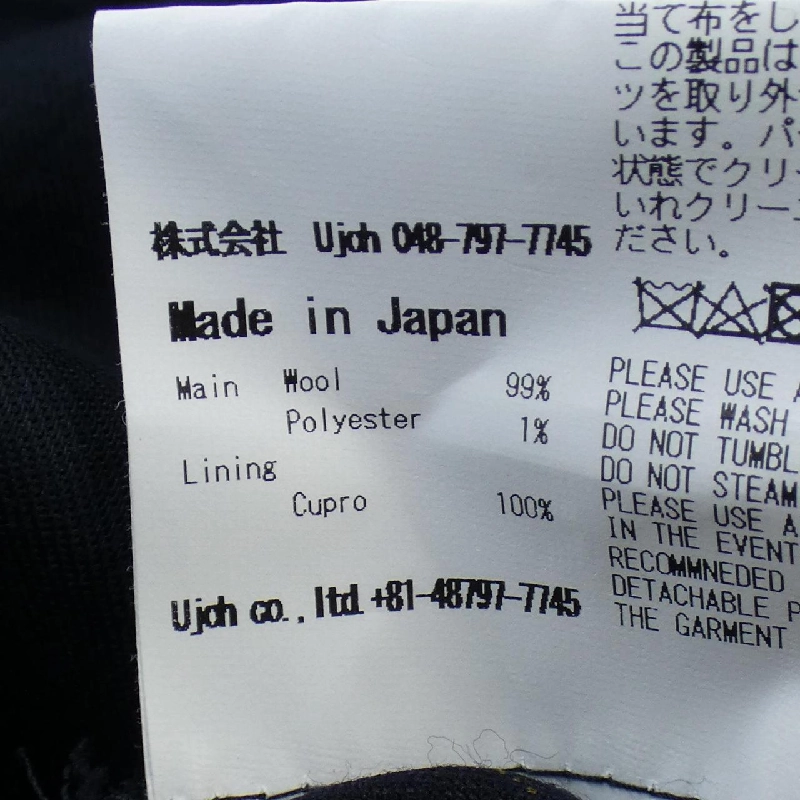 株式会社 Ujoh 048-797-7745
Made in Japan
Main Wool 99%
Polyester 1%
Lining
Cupro 100%
Ujoh co., ltd. +81-48797-7745
当て布をし
この製品は
ツを取り外
います。パ
状態でクリ
いれクリー
ださい。
PLEASE USE A
PLEASE WASH
DO NOT TUMBL
DO NOT STEAM
PLEASE USE A
IN THE EVENT
RECOMMNEDED
DETACHABLE P
THE GARMENT